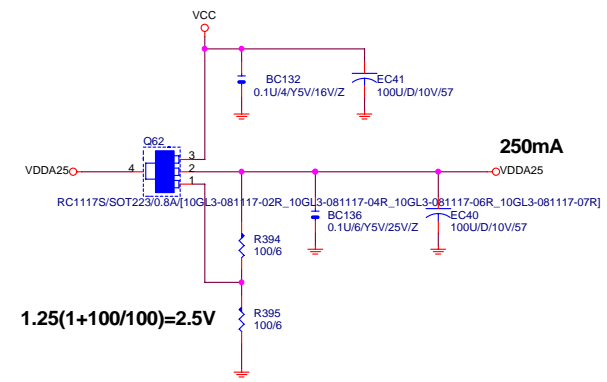 VCC
BC132
0.1U/4/Y5V/16V/Z
EC41
100U/D/10V/57
Q62
3
2
1
4
VDDA25
250mA
VDDA25
RC1117S/SOT223/0.8A/[10GL3-081117-02R_10GL3-081117-04R_10GL3-081117-06R_10GL3-081117-07R]
BC136
0.1U/6/Y5V/25V/Z
EC40
100U/D/10V/57
R394
100/6
R395
100/6
1.25(1+100/100)=2.5V